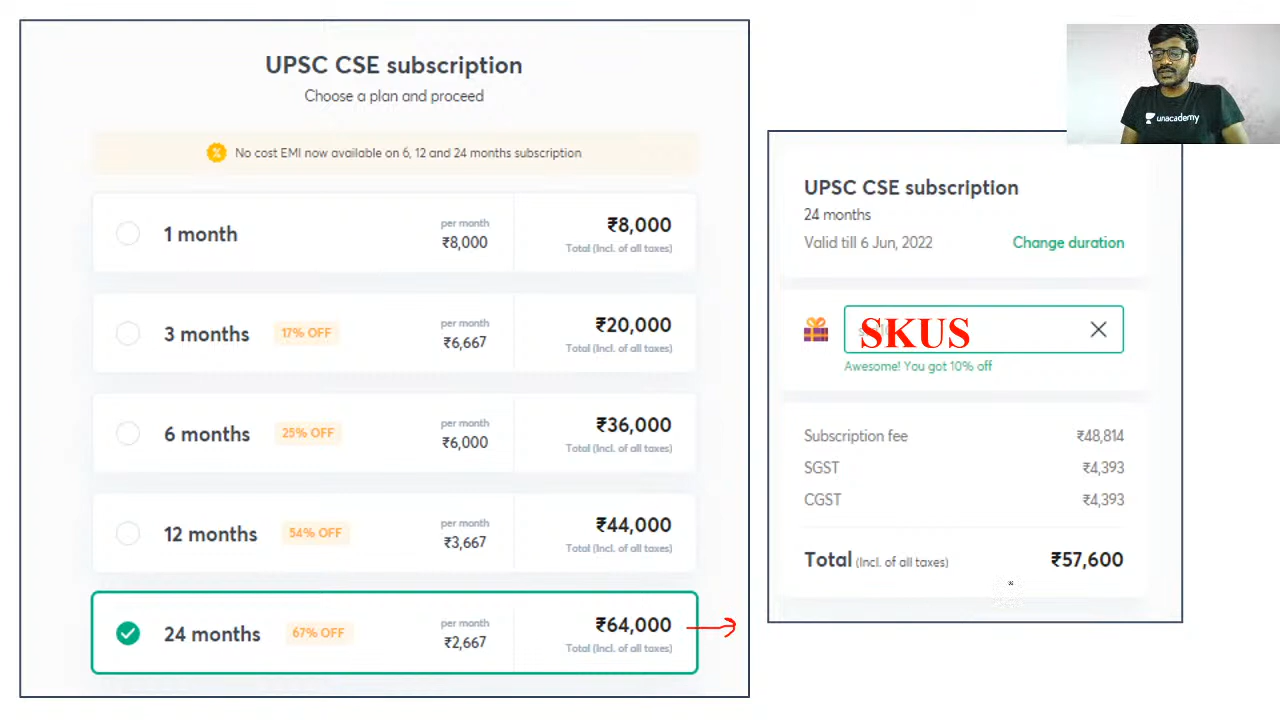 UPSC CSE subscription
Choose a plan and proceed
No cost EMI now available on 6, 12 and 24 months subscription
1 month
per month
₹8,000
₹8,000
Total (Incl. of all taxes)
3 months
17% OFF
per month
₹6,667
₹20,000
Total (Incl. of all taxes)
6 months
25% OFF
per month
₹6,000
₹36,000
Total (Incl. of all taxes)
12 months
54% OFF
per month
₹3,667
₹44,000
Total (Incl. of all taxes)
24 months
67% OFF
per month
₹2,667
₹64,000
Total (Incl. of all taxes)
unacademy
UPSC CSE subscription
24 months
Valid till 6 Jun, 2022
Change duration
SKUS
Awesome! You got 10% off
Subscription fee ₹48,814
SGST ₹4,393
CGST ₹4,393
Total (Incl. of all taxes) ₹57,600